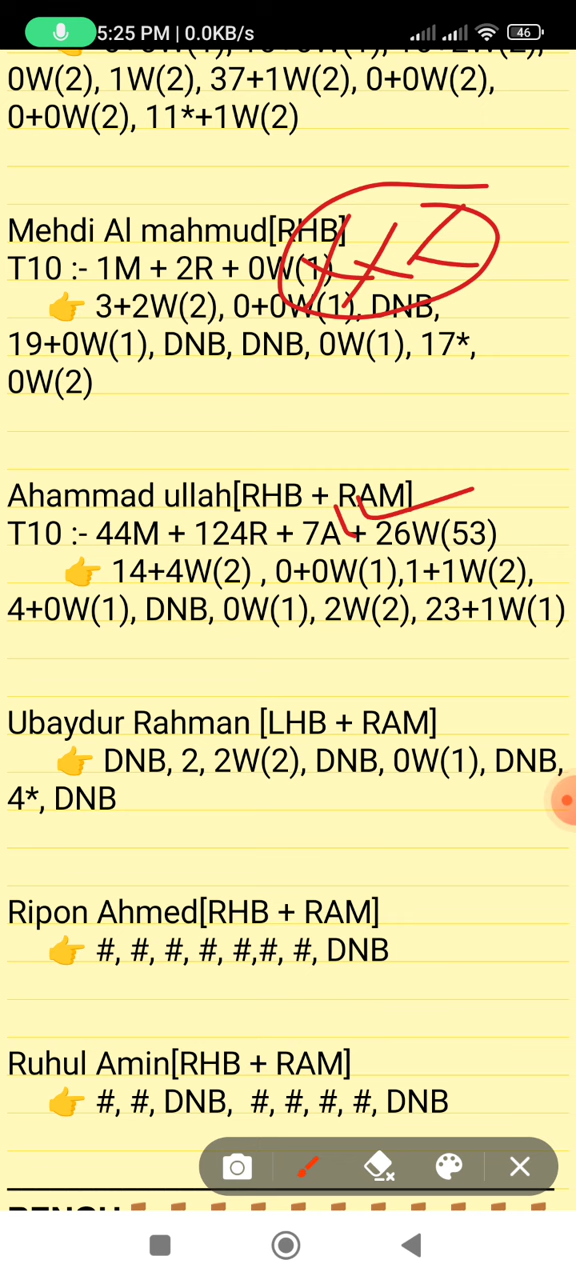 5:25 PM | 0.0KB/s
46
0W(2), 1W(2), 37+1W(2), 0+0W(2),
0+0W(2), 11*+1W(2)
Mehdi Al mahmud[RHB]
T10 :- 1M + 2R + 0W(1)
👉 3+2W(2), 0+0W(1), DNB,
19+0W(1), DNB, DNB, 0W(1), 17*,
0W(2)
Ahammad ullah[RHB + RAM]
T10 :- 44M + 124R + 7A + 26W(53)
👉 14+4W(2) , 0+0W(1),1+1W(2),
4+0W(1), DNB, 0W(1), 2W(2), 23+1W(1)
Ubaydur Rahman [LHB + RAM]
👉 DNB, 2, 2W(2), DNB, 0W(1), DNB,
4*, DNB
Ripon Ahmed[RHB + RAM]
👉 #, #, #, #, #,#, #, DNB
Ruhul Amin[RHB + RAM]
👉 #, #, DNB,  #, #, #, #, DNB